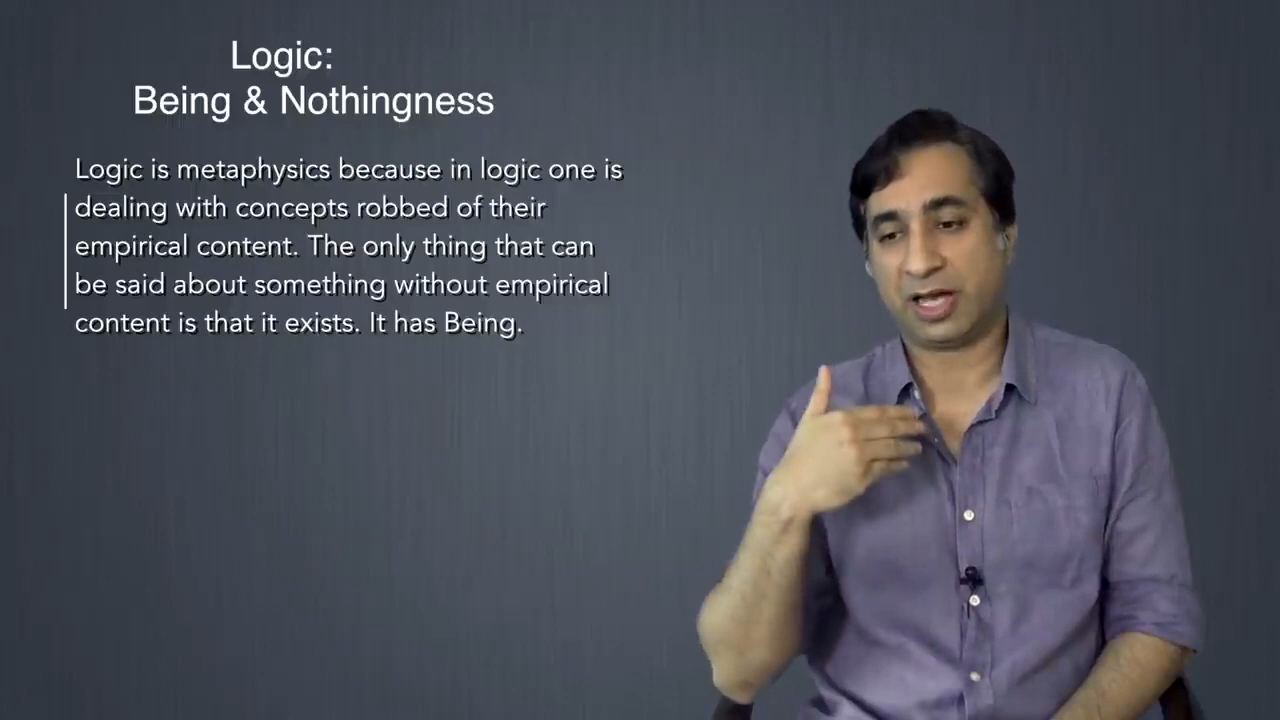 Logic:
Being & Nothingness
Logic is metaphysics because in logic one is
dealing with concepts robbed of their
empirical content. The only thing that can
be said about something without empirical
content is that it exists. It has Being.